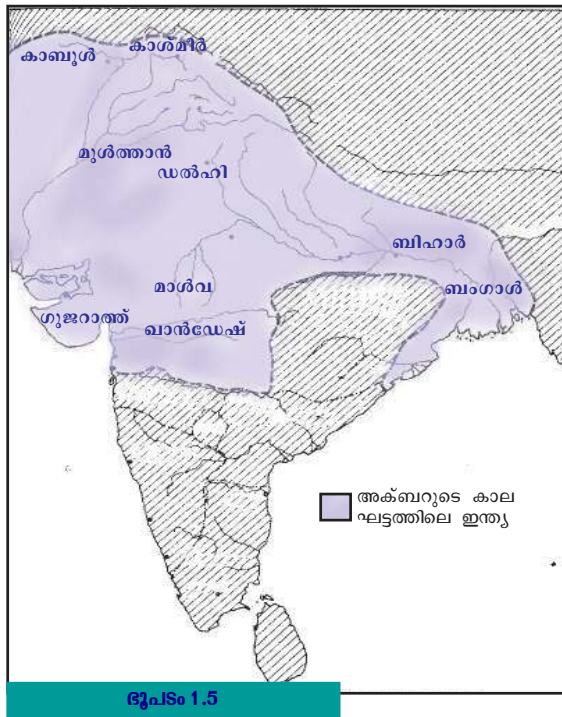 കാബൂൾ
കാശ്മീർ
മുൾത്താൻ
ഡൽഹി
ബിഹാർ
മാൾവ
ബംഗാൾ
ഗുജറാത്ത്
ഖാൻഡേഷ്
അക്ബറുടെ കാല
ഘട്ടത്തിലെ ഇന്ത്യ
ഭൂപടം 1.5